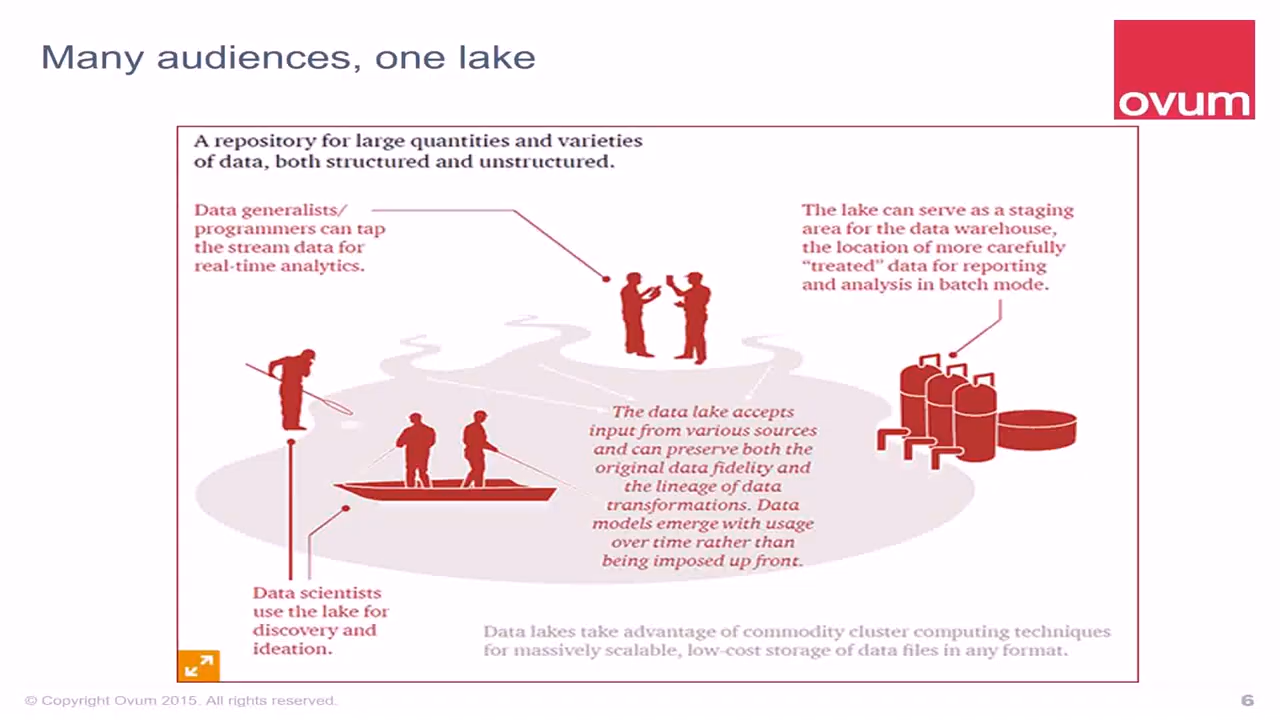 Many audiences, one lake
ovum
A repository for large quantities and varieties
of data, both structured and unstructured.
Data generalists/
programmers can tap
the stream data for
real-time analytics.
The lake can serve as a staging
area for the data warehouse,
the location of more carefully
“treated” data for reporting
and analysis in batch mode.
The data lake accepts
input from various sources
and can preserve both the
original data fidelity and
the lineage of data
transformations. Data
models emerge with usage
over time rather than
being imposed up front.
Data scientists
use the lake for
discovery and
ideation.
Data lakes take advantage of commodity cluster computing techniques
for massively scalable, low-cost storage of data files in any format.
© Copyright Ovum 2015. All rights reserved.
6